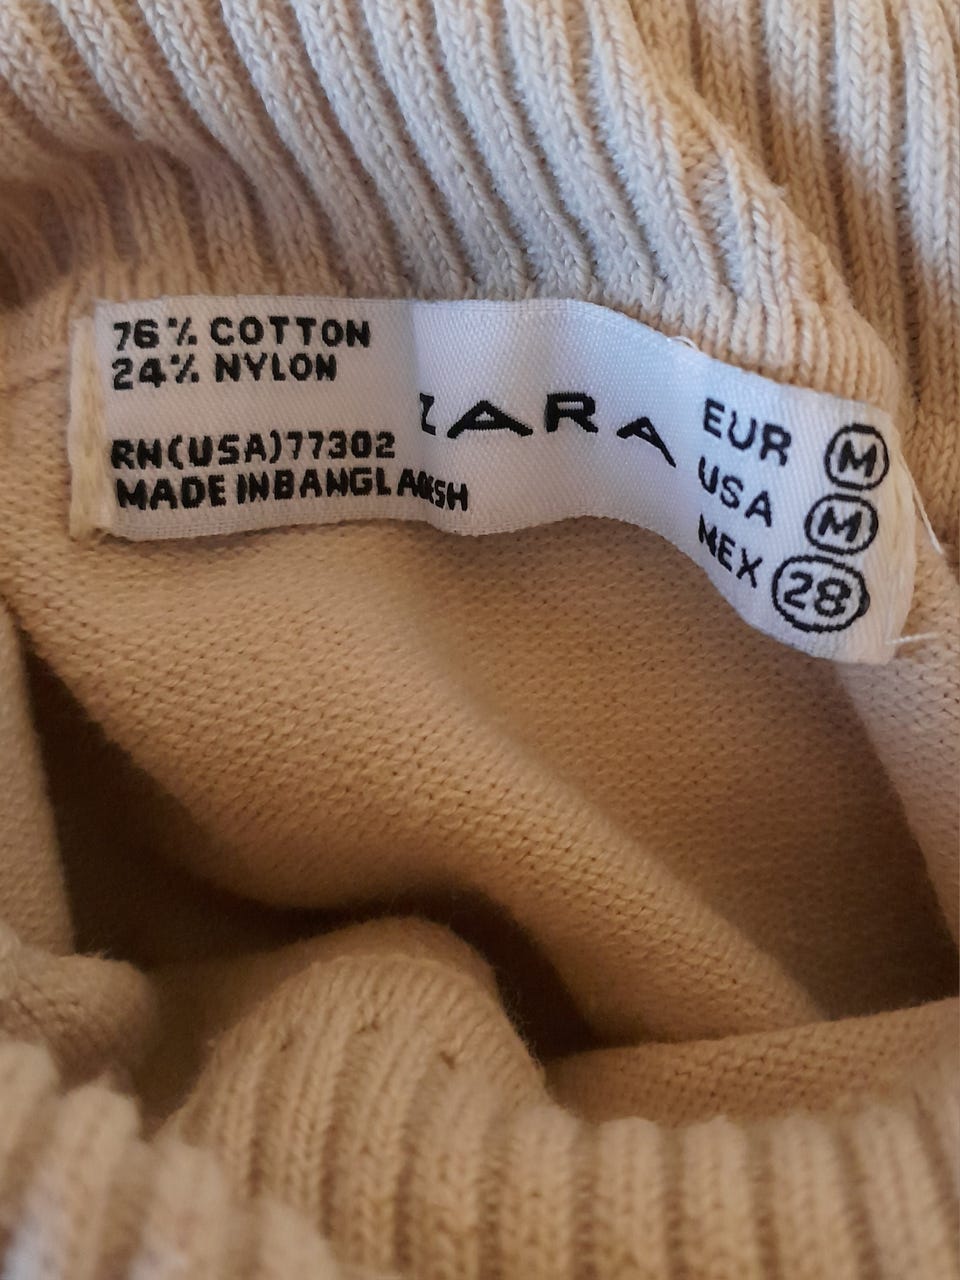 76% COTTON
24% NYLON
RN(USA)77302
MADE IN BANGLADESH
ZARA
EUR M
USA M
MEX 28